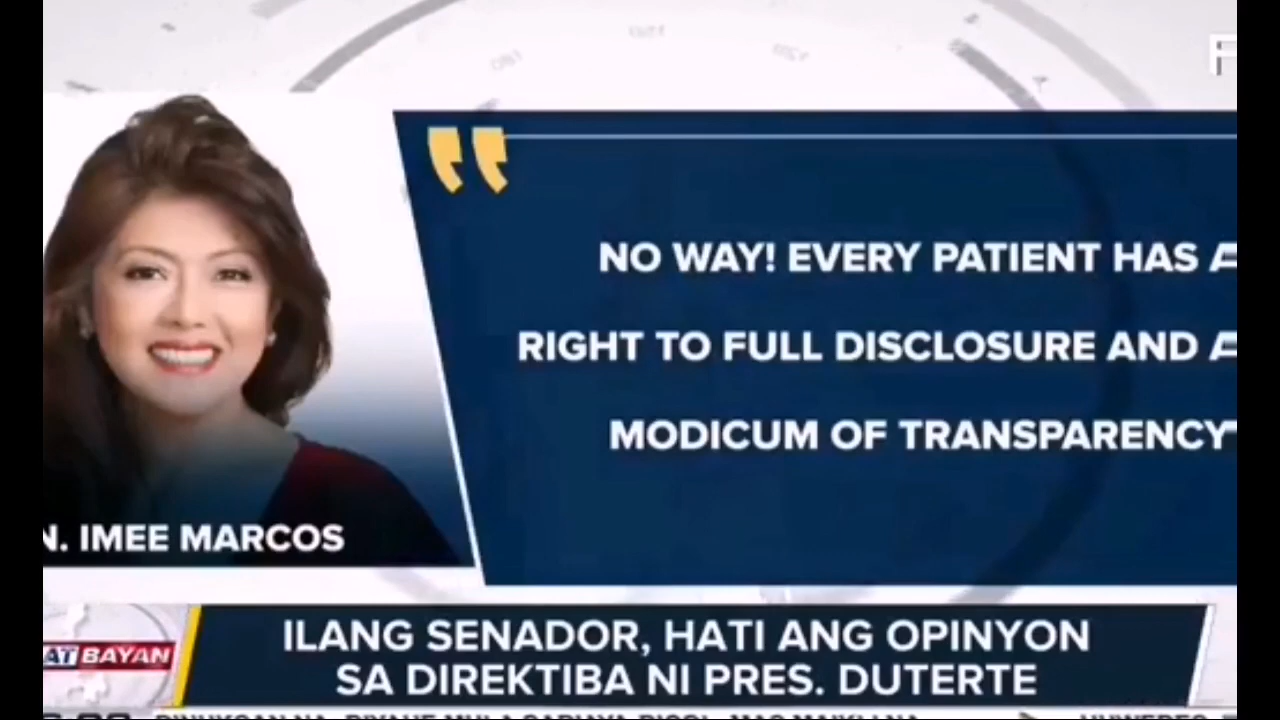 NO WAY! EVERY PATIENT HAS A
RIGHT TO FULL DISCLOSURE AND A
MODICUM OF TRANSPARENCY
N. IMEE MARCOS
ILANG SENADOR, HATI ANG OPINYON
SA DIREKTIBA NI PRES. DUTERTE
AT BAYAN